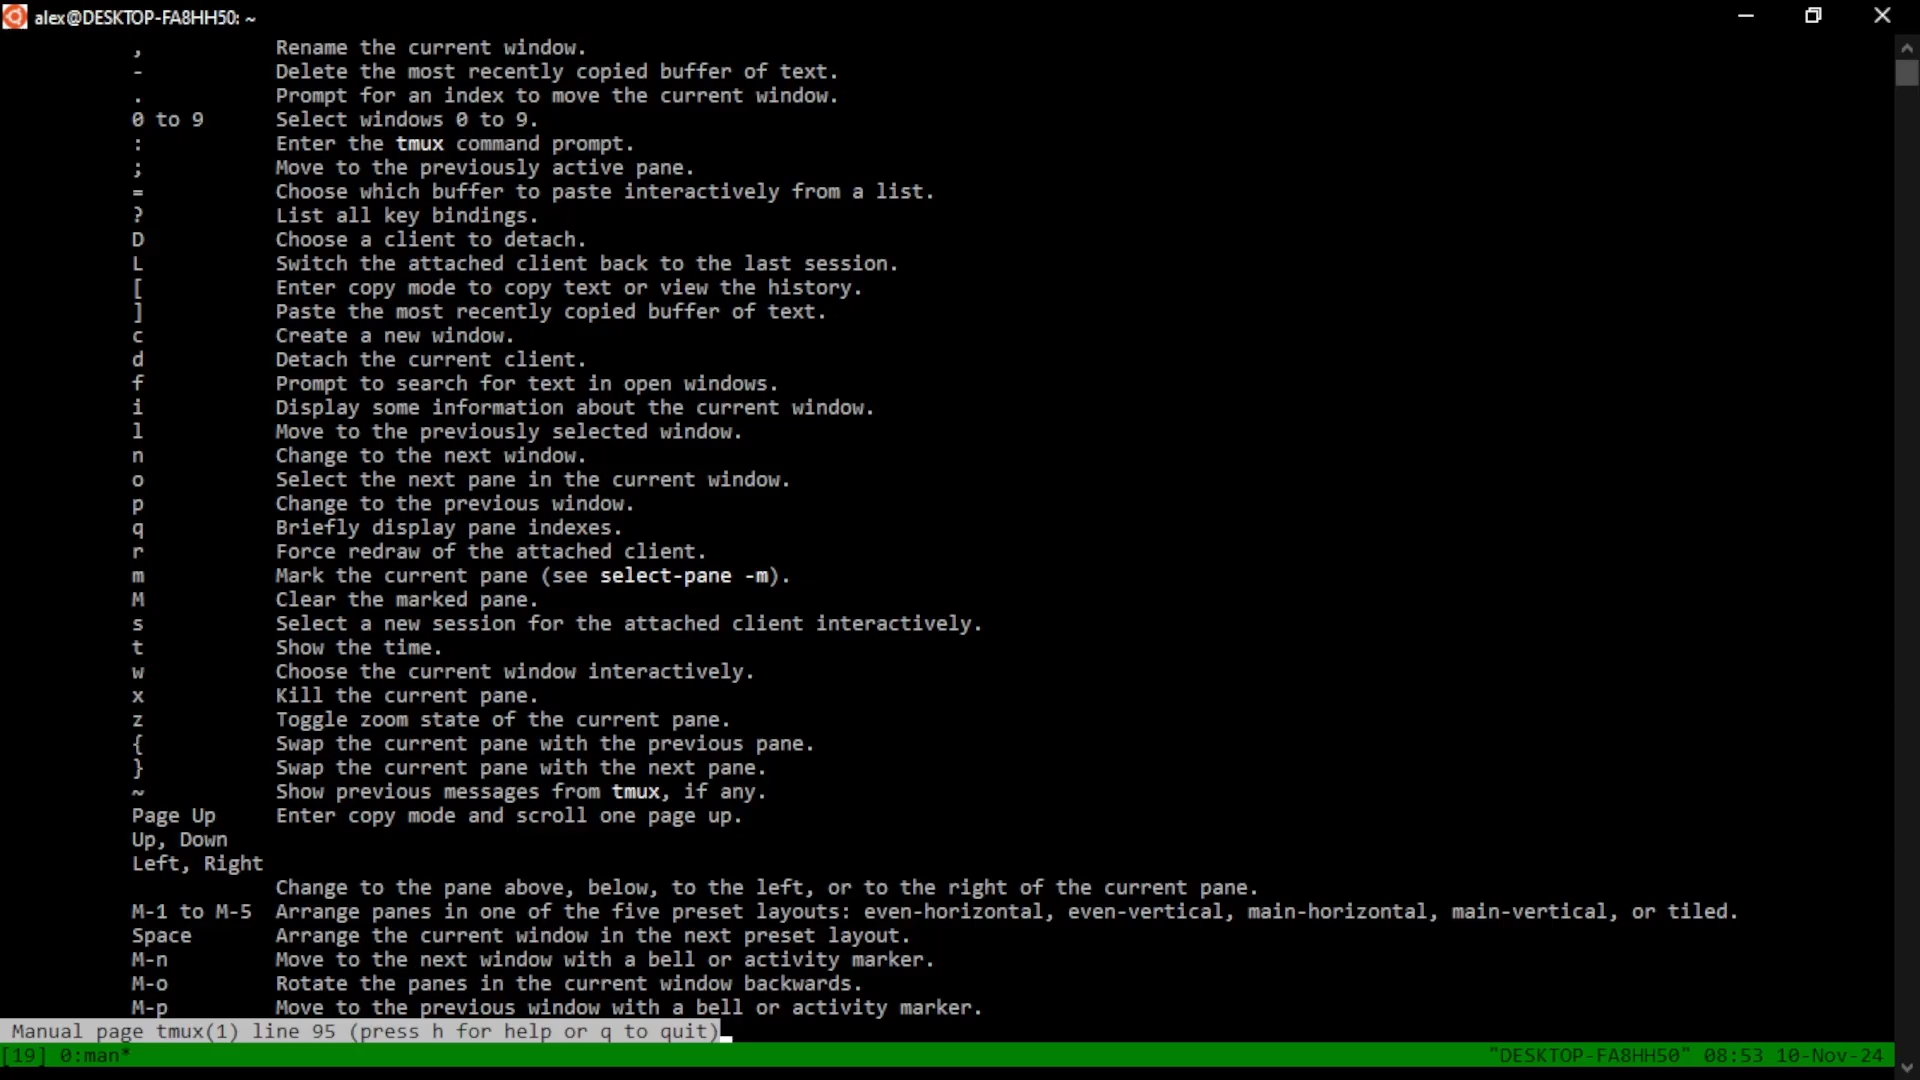 alex@DESKTOP-FA8HH50: ~
, Rename the current window.
- Delete the most recently copied buffer of text.
. Prompt for an index to move the current window.
0 to 9 Select windows 0 to 9.
: Enter the tmux command prompt.
; Move to the previously active pane.
= Choose which buffer to paste interactively from a list.
? List all key bindings.
D Choose a client to detach.
L Switch the attached client back to the last session.
[ Enter copy mode to copy text or view the history.
] Paste the most recently copied buffer of text.
c Create a new window.
d Detach the current client.
f Prompt to search for text in open windows.
i Display some information about the current window.
l Move to the previously selected window.
n Change to the next window.
o Select the next pane in the current window.
p Change to the previous window.
q Briefly display pane indexes.
r Force redraw of the attached client.
m Mark the current pane (see select-pane -m).
M Clear the marked pane.
s Select a new session for the attached client interactively.
t Show the time.
w Choose the current window interactively.
x Kill the current pane.
z Toggle zoom state of the current pane.
{ Swap the current pane with the previous pane.
} Swap the current pane with the next pane.
~ Show previous messages from tmux, if any.
Page Up Enter copy mode and scroll one page up.
Up, Down
Left, Right
Change to the pane above, below, to the left, or to the right of the current pane.
M-1 to M-5 Arrange panes in one of the five preset layouts: even-horizontal, even-vertical, main-horizontal, main-vertical, or tiled.
Space Arrange the current window in the next preset layout.
M-n Move to the next window with a bell or activity marker.
M-o Rotate the panes in the current window backwards.
M-p Move to the previous window with a bell or activity marker.
Manual page tmux(1) line 95 (press h for help or q to quit)
[19] 0:man* "DESKTOP-FA8HH50" 08:53 10-Nov-24